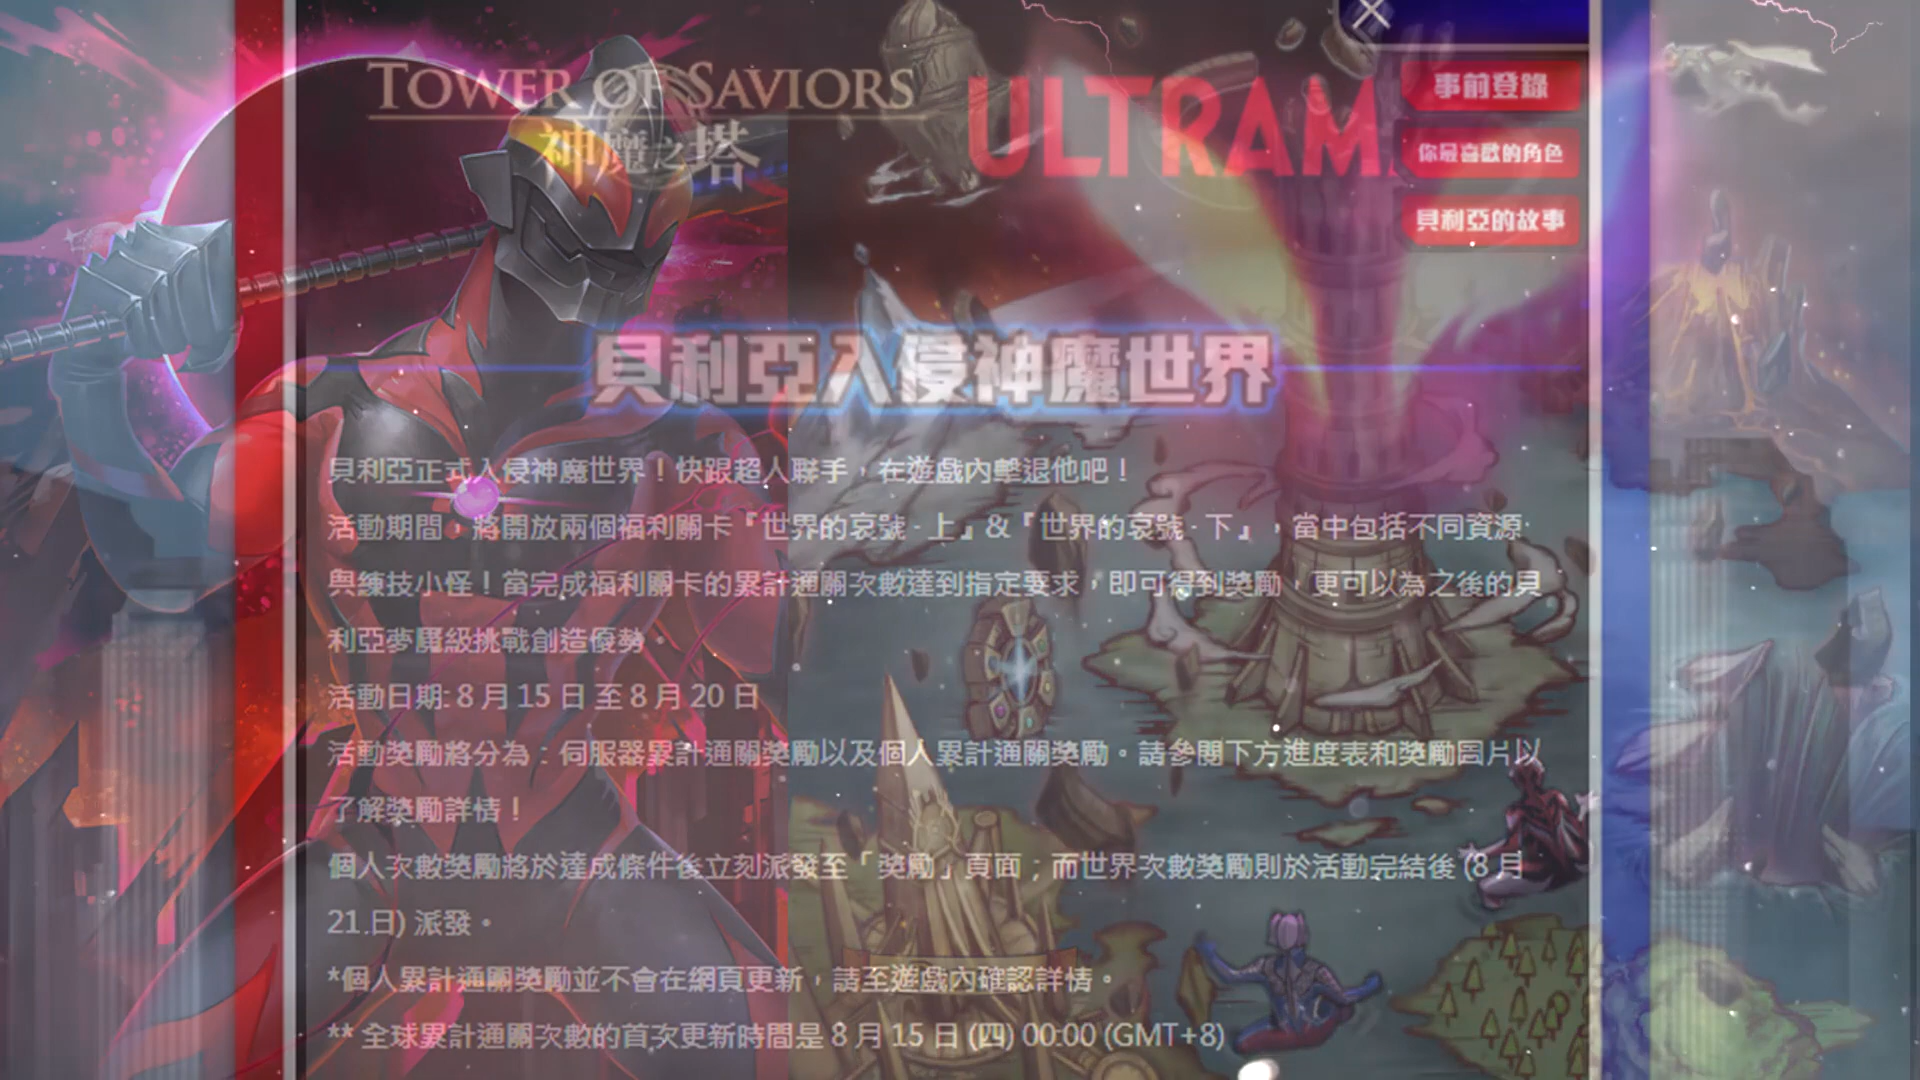 TOWER OF SAVIORS
神魔之塔
ULTRAM
事前登錄
你最喜歡的角色
貝利亞的故事
貝利亞入侵神魔世界
貝利亞正式入侵神魔世界！快跟超人聯手，在遊戲內擊退他吧！
活動期間，將開放兩個福利關卡『世界的哀號 - 上』&『世界的哀號 - 下』，當中包括不同資源
與練技小怪！當完成福利關卡的累計通關次數達到指定要求，即可得到獎勵，更可以為之後的貝
利亞夢魘級挑戰創造優勢。
活動日期: 8 月 15 日 至 8 月 20 日
活動獎勵將分為：伺服器累計通關獎勵以及個人累計通關獎勵。請參閱下方進度表和獎勵圖片以
了解獎勵詳情！
個人次數獎勵將於達成條件後立刻派發至「獎勵」頁面；而世界次數獎勵則於活動完結後 (8 月
21 日) 派發。
*個人累計通關獎勵並不會在網頁更新，請至遊戲內確認詳情。
** 全球累計通關次數的首次更新時間是 8 月 15 日 (四) 00:00 (GMT+8)